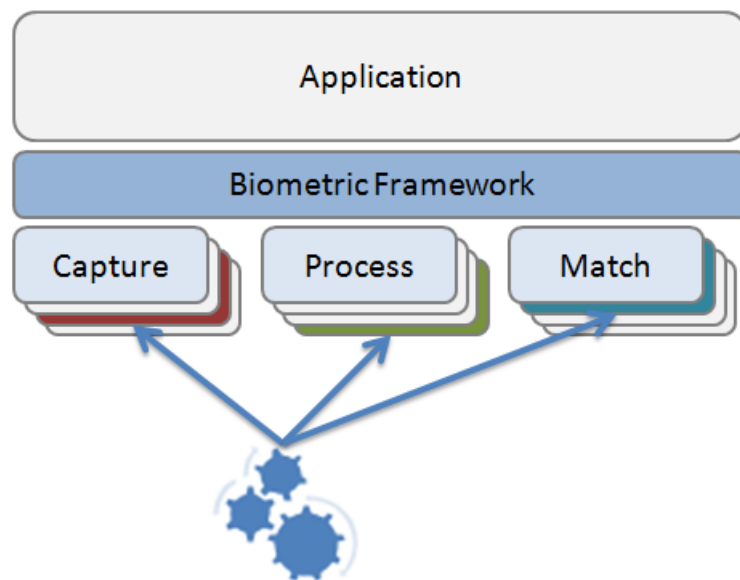 Application
Biometric Framework
Capture
Process
Match